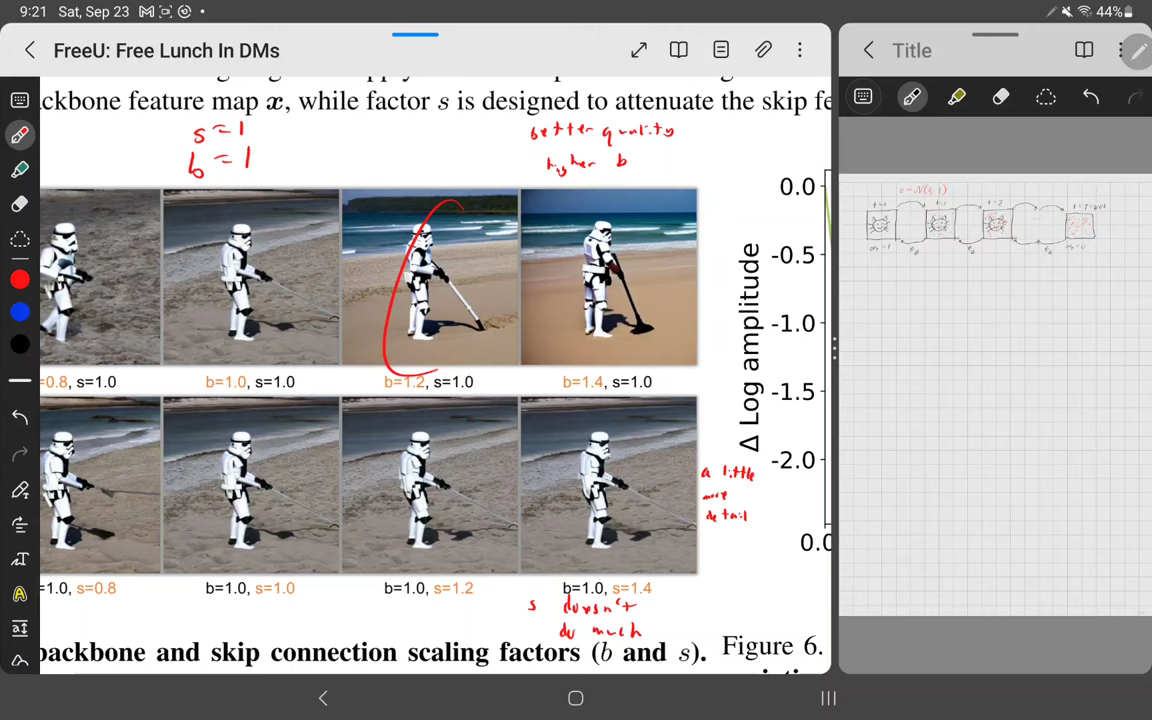 9:21 Sat, Sep 23
44%
FreeU: Free Lunch In DMs
Title
ckbone feature map x, while factor s is designed to attenuate the skip fe
s = 1
b = 1
better quality
higher b
=0.8, s=1.0
b=1.0, s=1.0
b=1.2, s=1.0
b=1.4, s=1.0
a little
more
detail
=1.0, s=0.8
b=1.0, s=1.0
b=1.0, s=1.2
b=1.0, s=1.4
s doesn't
do much
backbone and skip connection scaling factors (b and s).
Figure 6.
Δ Log amplitude
0.0
-0.5
-1.0
-1.5
-2.0
0.0
t=2